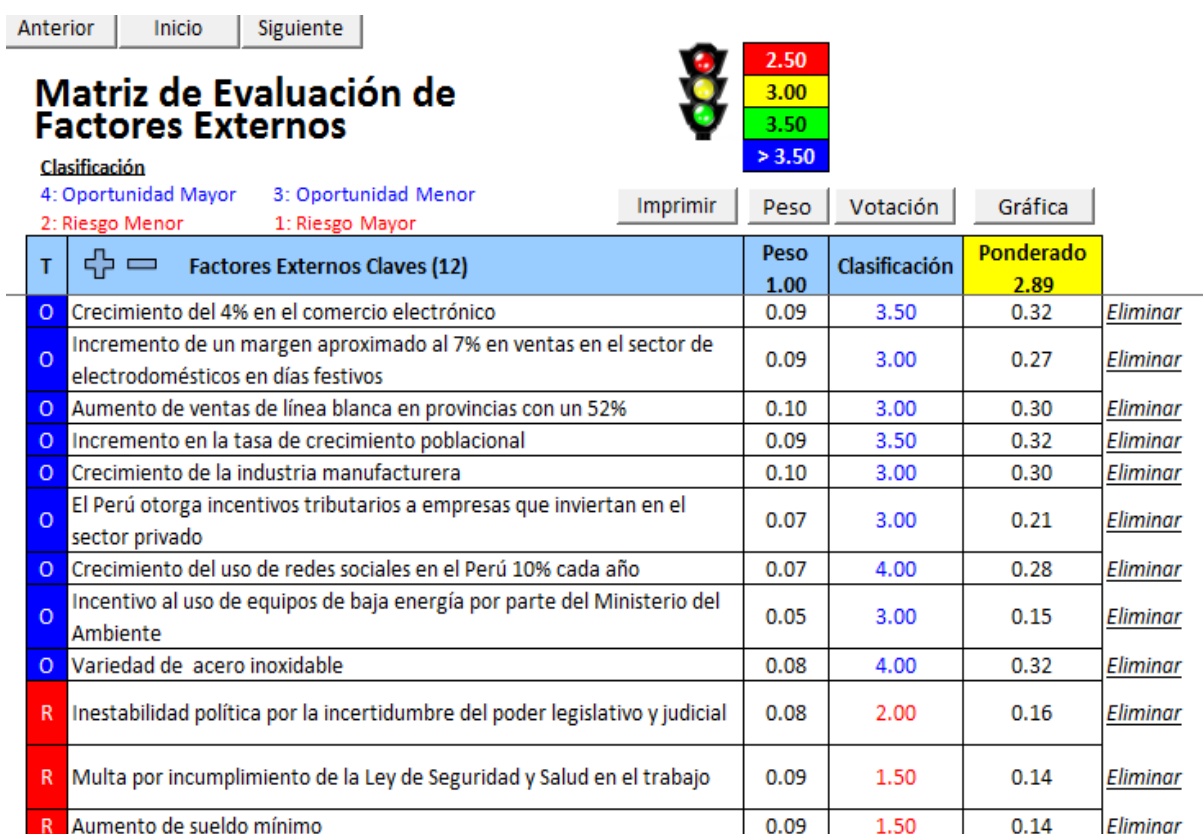 Anterior Inicio Siguiente
Matriz de Evaluación de
Factores Externos
2.50
3.00
3.50
> 3.50
Clasificación
4: Oportunidad Mayor 3: Oportunidad Menor
2: Riesgo Menor 1: Riesgo Mayor
Imprimir Peso Votación Gráfica
T Factores Externos Claves (12) Peso 1.00 Clasificación Ponderado 2.89
O Crecimiento del 4% en el comercio electrónico 0.09 3.50 0.32 Eliminar
O Incremento de un margen aproximado al 7% en ventas en el sector de
electrodomésticos en días festivos 0.09 3.00 0.27 Eliminar
O Aumento de ventas de línea blanca en provincias con un 52% 0.10 3.00 0.30 Eliminar
O Incremento en la tasa de crecimiento poblacional 0.09 3.50 0.32 Eliminar
O Crecimiento de la industria manufacturera 0.10 3.00 0.30 Eliminar
O El Perú otorga incentivos tributarios a empresas que inviertan en el
sector privado 0.07 3.00 0.21 Eliminar
O Crecimiento del uso de redes sociales en el Perú 10% cada año 0.07 4.00 0.28 Eliminar
O Incentivo al uso de equipos de baja energía por parte del Ministerio del
Ambiente 0.05 3.00 0.15 Eliminar
O Variedad de acero inoxidable 0.08 4.00 0.32 Eliminar
R Inestabilidad política por la incertidumbre del poder legislativo y judicial 0.08 2.00 0.16 Eliminar
R Multa por incumplimiento de la Ley de Seguridad y Salud en el trabajo 0.09 1.50 0.14 Eliminar
R Aumento de sueldo mínimo 0.09 1.50 0.14 Eliminar